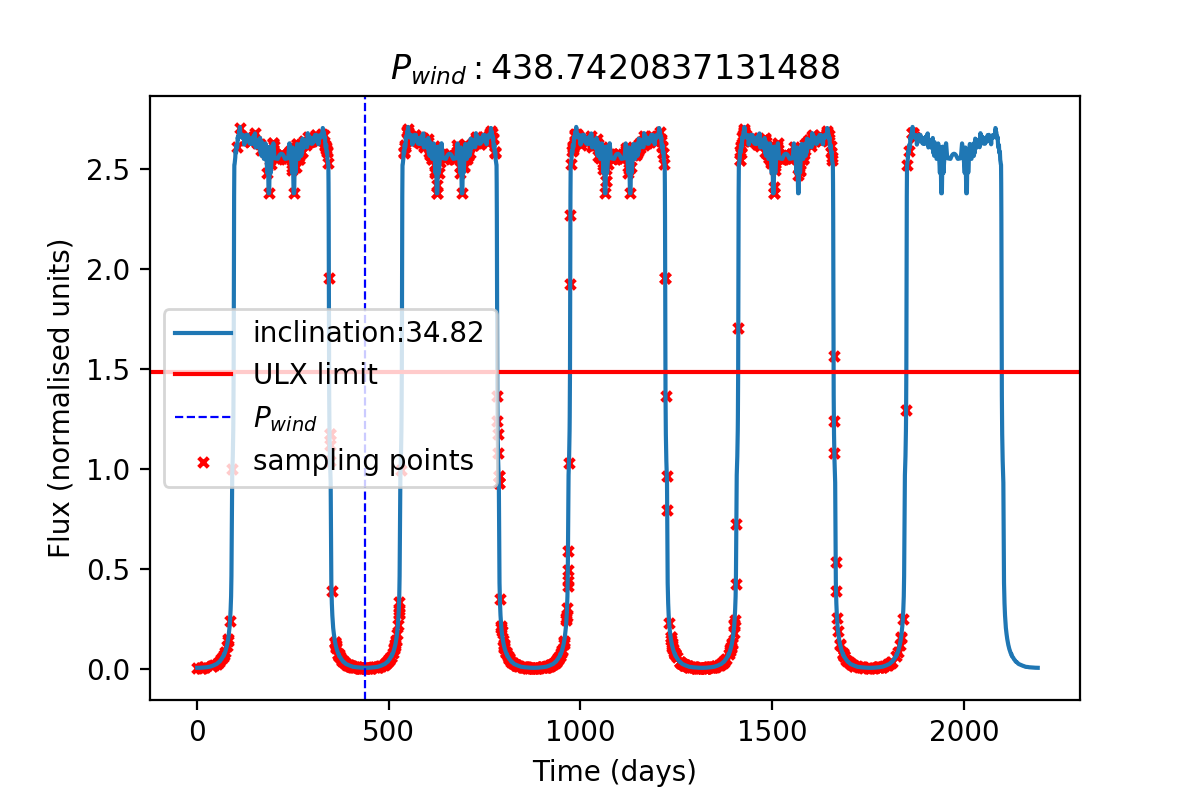 P_wind : 438.7420837131488
Flux (normalised units)
2.5
2.0
1.5
1.0
0.5
0.0
inclination:34.82
ULX limit
P_wind
sampling points
0 500 1000 1500 2000
Time (days)